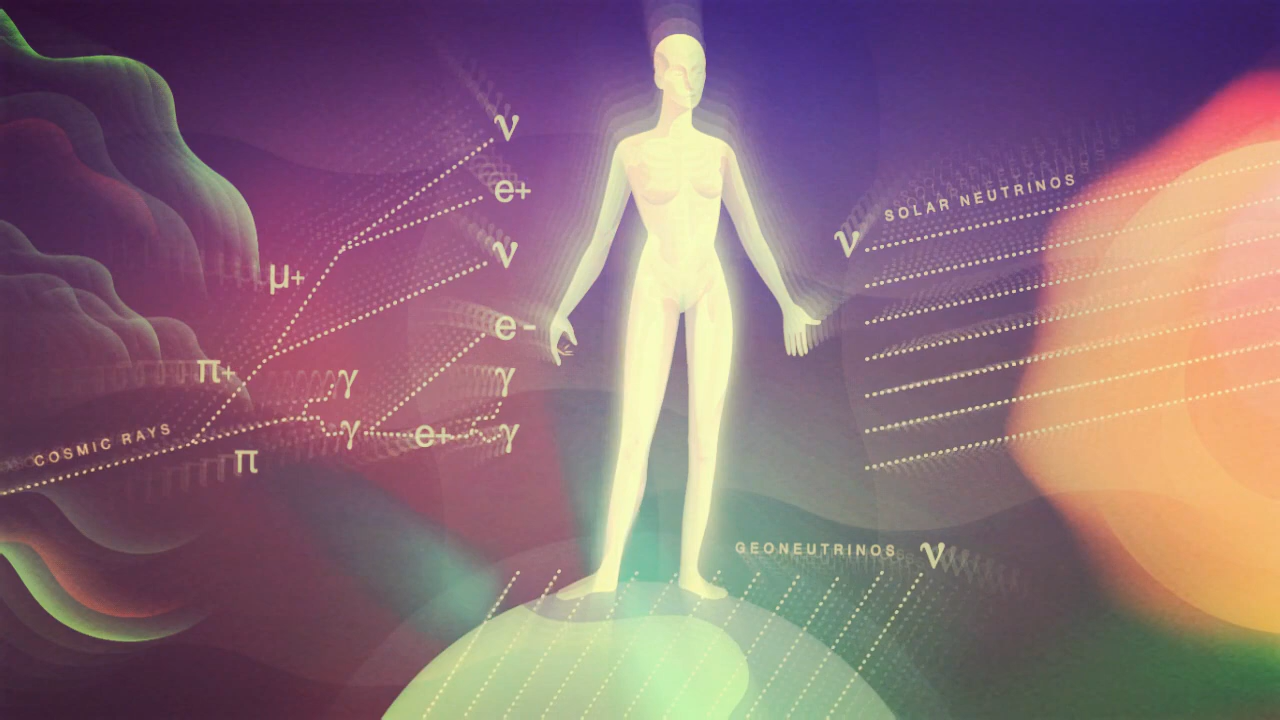 ν
e+
ν
SOLAR NEUTRINOS
ν
μ+
e-
π+
γ
γ
COSMIC RAYS
γ
e+
γ
π
GEONEUTRINOS ν